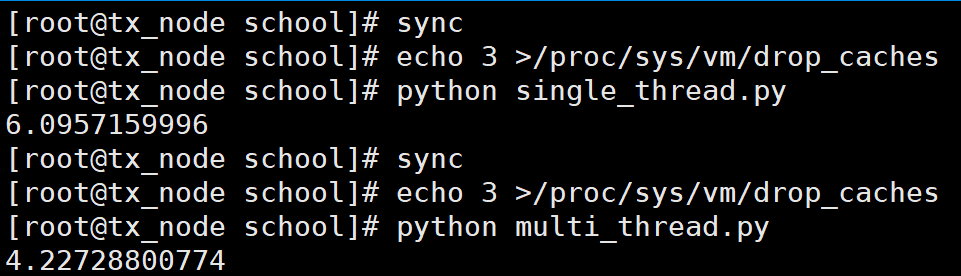 [root@tx_node school]# sync
[root@tx_node school]# echo 3 >/proc/sys/vm/drop_caches
[root@tx_node school]# python single_thread.py
6.0957159996
[root@tx_node school]# sync
[root@tx_node school]# echo 3 >/proc/sys/vm/drop_caches
[root@tx_node school]# python multi_thread.py
4.22728800774